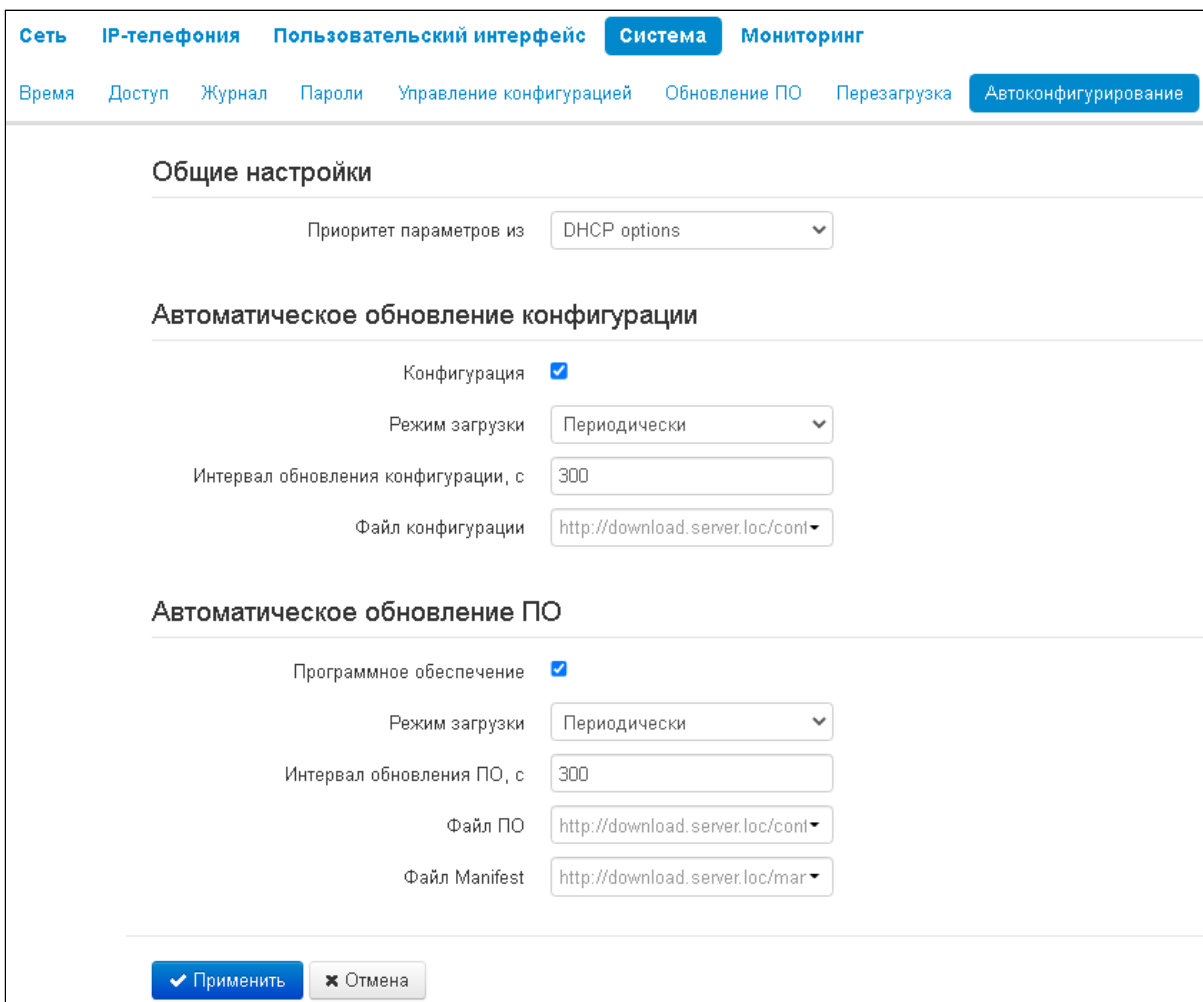 Сеть IP-телефония Пользовательский интерфейс Система Мониторинг
Время Доступ Журнал Пароли Управление конфигурацией Обновление ПО Перезагрузка Автоконфигурирование
Общие настройки
Приоритет параметров из DHCP options
Автоматическое обновление конфигурации
Конфигурация
Режим загрузки Периодически
Интервал обновления конфигурации, с 300
Файл конфигурации http://download.server.loc/conf
Автоматическое обновление ПО
Программное обеспечение
Режим загрузки Периодически
Интервал обновления ПО, с 300
Файл ПО http://download.server.loc/conf
Файл Manifest http://download.server.loc/mar
Применить Отмена